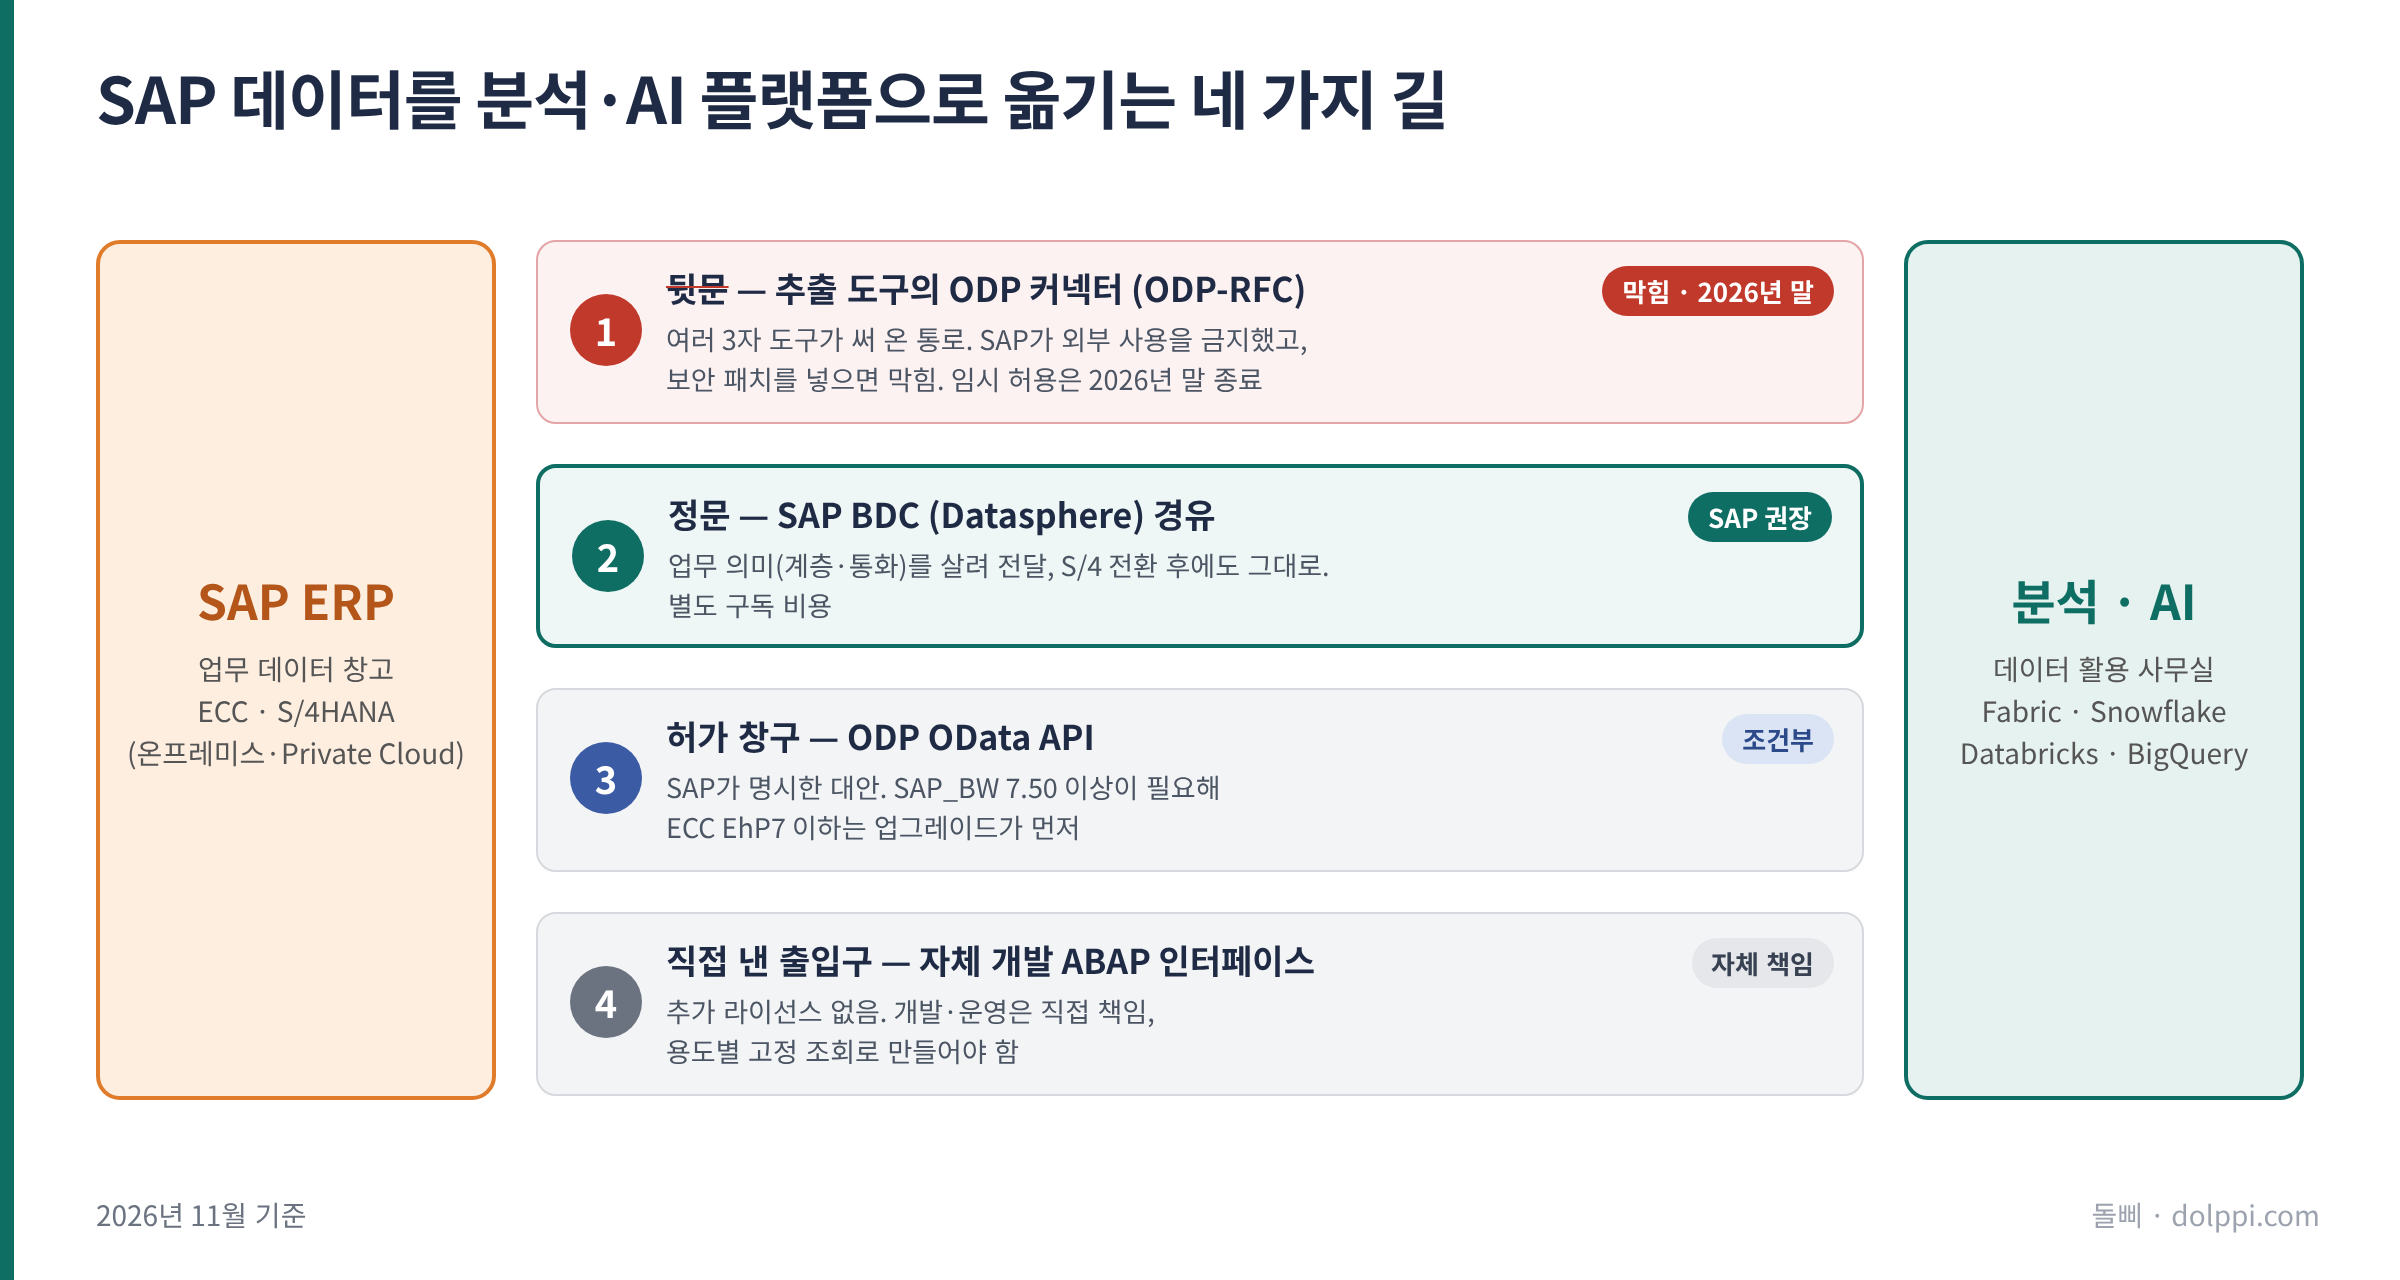 SAP 데이터를 분석·AI 플랫폼으로 옮기는 네 가지 길
SAP ERP
업무 데이터 창고
ECC · S/4HANA
(온프레미스·Private Cloud)
1
뒷문 — 추출 도구의 ODP 커넥터 (ODP-RFC)
막힘 · 2026년 말
여러 3자 도구가 써 온 통로. SAP가 외부 사용을 금지했고,
보안 패치를 넣으면 막힘. 임시 허용은 2026년 말 종료
2
정문 — SAP BDC (Datasphere) 경유
SAP 권장
업무 의미(계층·통화)를 살려 전달, S/4 전환 후에도 그대로.
별도 구독 비용
3
허가 창구 — ODP OData API
조건부
SAP가 명시한 대안. SAP_BW 7.50 이상이 필요해
ECC EhP7 이하는 업그레이드가 먼저
4
직접 낸 출입구 — 자체 개발 ABAP 인터페이스
자체 책임
추가 라이선스 없음. 개발·운영은 직접 책임,
용도별 고정 조회로 만들어야 함
분석 · AI
데이터 활용 사무실
Fabric · Snowflake
Databricks · BigQuery
2026년 11월 기준
돌삐 · dolppi.com